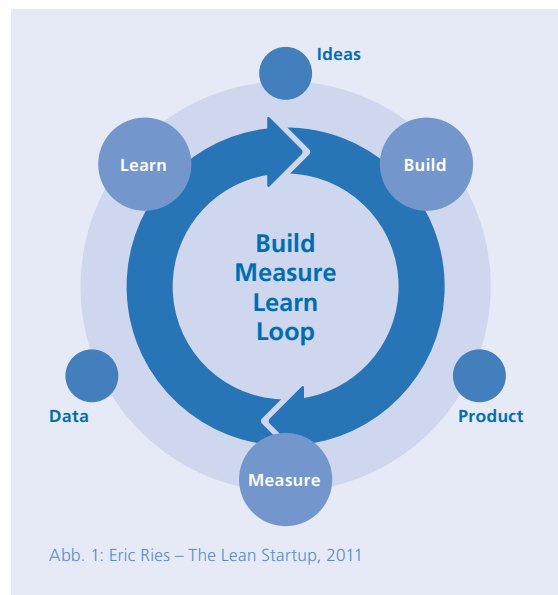 Ideas
Learn
Build
Build
Measure
Learn
Loop
Data
Product
Measure
Abb. 1: Eric Ries – The Lean Startup, 2011